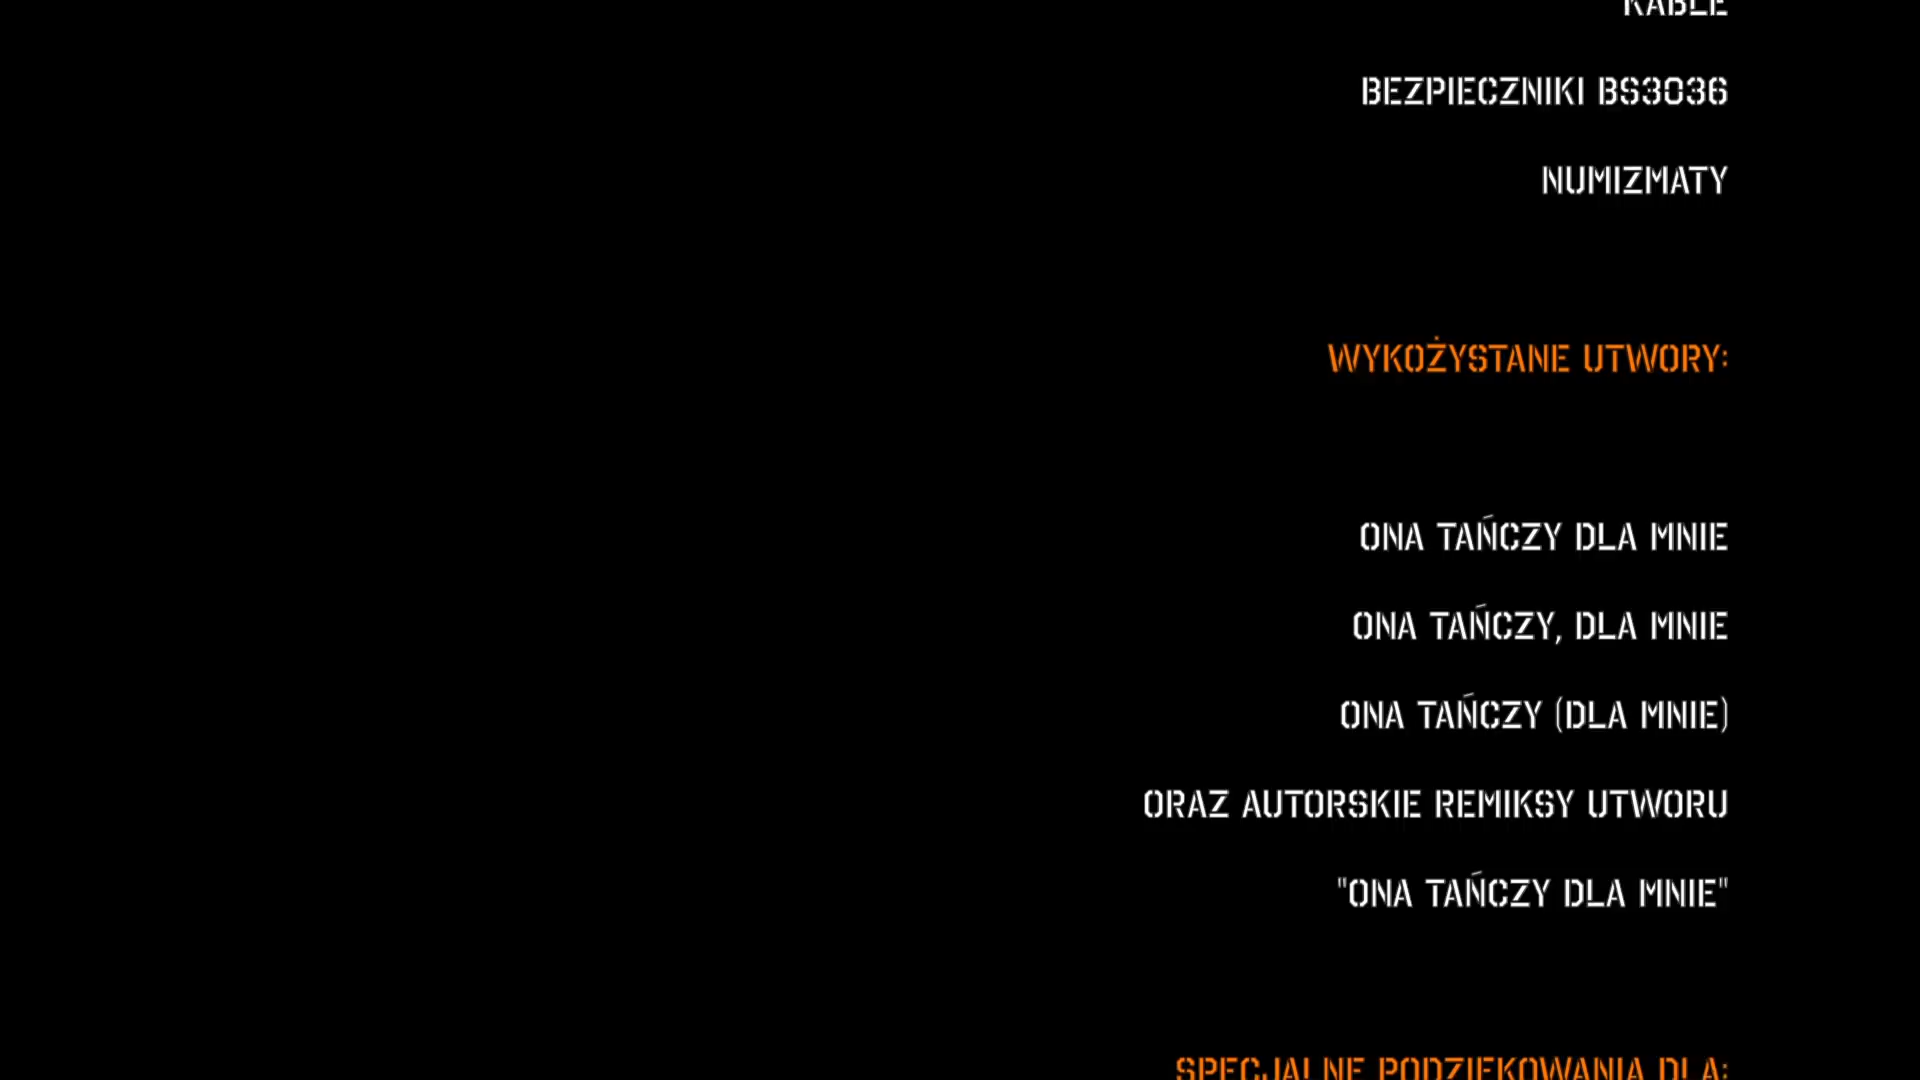 KABLE
BEZPIECZNIKI BS3036
NUMIZMATY
WYKOŻYSTANE UTWORY:
ONA TAŃCZY DLA MNIE
ONA TAŃCZY, DLA MNIE
ONA TAŃCZY (DLA MNIE)
ORAZ AUTORSKIE REMIKSY UTWORU
"ONA TAŃCZY DLA MNIE"
SPECJALNE PODZIĘKOWANIA DLA: